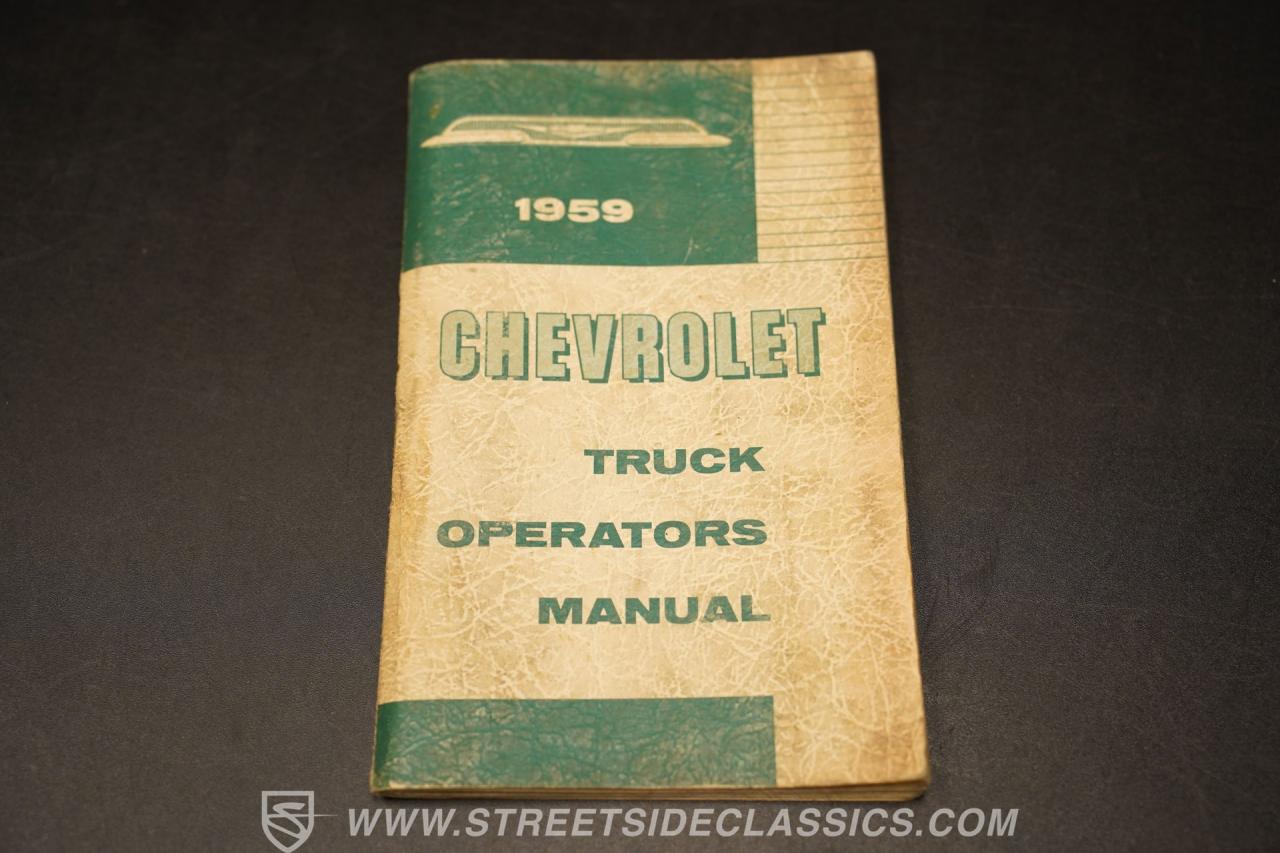 1959
CHEVROLET
TRUCK
OPERATORS
MANUAL
WWW.STREETSIDECLASSICS.COM